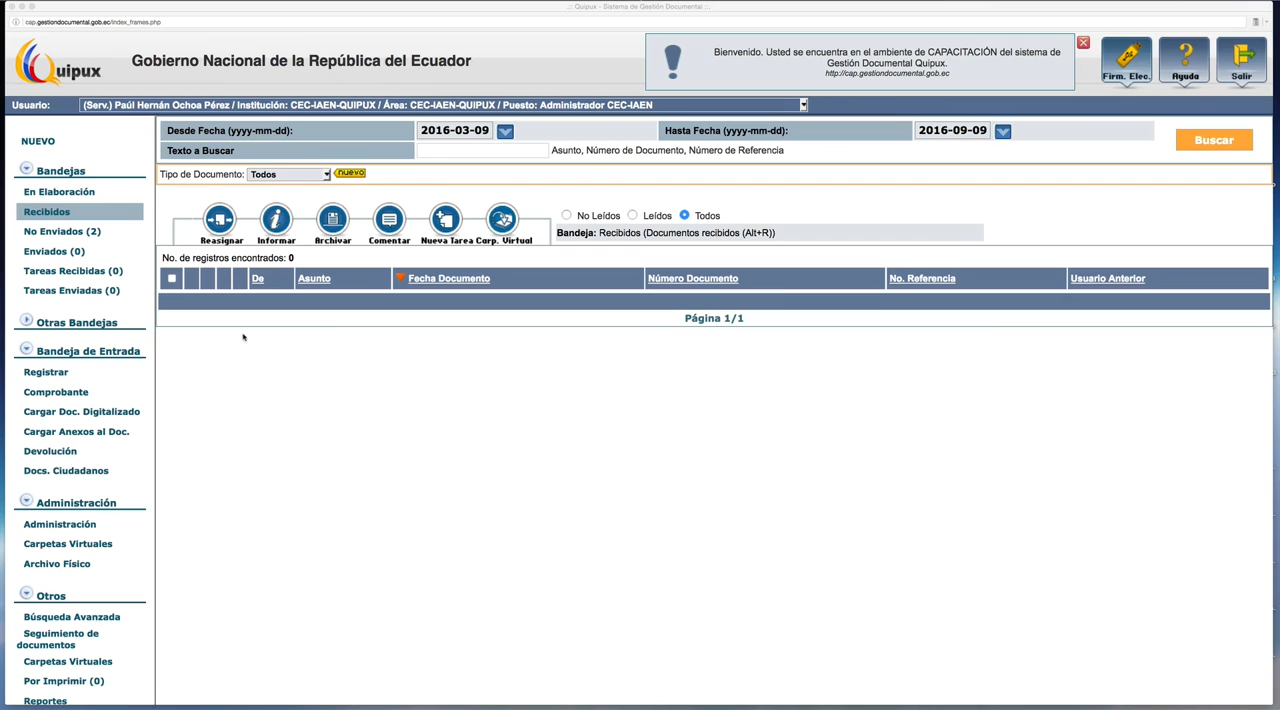 .:: Quipux - Sistema de Gestión Documental ::.
cap.gestiondocumental.gob.ec/index_frames.php
Quipux
Gobierno Nacional de la República del Ecuador
Bienvenido. Usted se encuentra en el ambiente de CAPACITACIÓN del sistema de
Gestión Documental Quipux.
http://cap.gestiondocumental.gob.ec
Firm. Elec.
Ayuda
Salir
Usuario:
(Serv.) Paúl Hernán Ochoa Pérez / Institución: CEC-IAEN-QUIPUX / Área: CEC-IAEN-QUIPUX / Puesto: Administrador CEC-IAEN
NUEVO
Bandejas
En Elaboración
Recibidos
No Enviados (2)
Enviados (0)
Tareas Recibidas (0)
Tareas Enviadas (0)
Otras Bandejas
Bandeja de Entrada
Registrar
Comprobante
Cargar Doc. Digitalizado
Cargar Anexos al Doc.
Devolución
Docs. Ciudadanos
Administración
Administración
Carpetas Virtuales
Archivo Físico
Otros
Búsqueda Avanzada
Seguimiento de
documentos
Carpetas Virtuales
Por Imprimir (0)
Reportes
Desde Fecha (yyyy-mm-dd): 2016-03-09 Hasta Fecha (yyyy-mm-dd): 2016-09-09
Buscar
Texto a Buscar Asunto, Número de Documento, Número de Referencia
Tipo de Documento: Todos nuevo
Reasignar Informar Archivar Comentar Nueva Tarea Carp. Virtual
No Leídos Leídos Todos
Bandeja: Recibidos (Documentos recibidos (Alt+R))
No. de registros encontrados: 0
De Asunto Fecha Documento Número Documento No. Referencia Usuario Anterior
Página 1/1